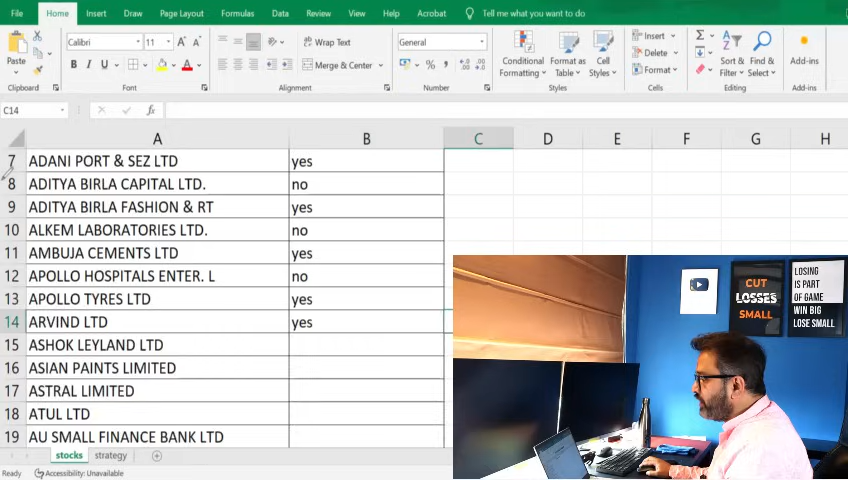 File Home Insert Draw Page Layout Formulas Data Review View Help Acrobat Tell me what you want to do
Paste
Clipboard
Calibri 11
B I U
Font
Wrap Text
Merge & Center
Alignment
General
%
Number
Conditional Formatting
Format as Table
Cell Styles
Styles
Insert
Delete
Format
Cells
Sort & Filter
Find & Select
Editing
Add-ins
Add-ins
C14 fx
A B C D E F G H
7 ADANI PORT & SEZ LTD yes
8 ADITYA BIRLA CAPITAL LTD. no
9 ADITYA BIRLA FASHION & RT yes
10 ALKEM LABORATORIES LTD. no
11 AMBUJA CEMENTS LTD yes
12 APOLLO HOSPITALS ENTER. L no
13 APOLLO TYRES LTD yes
14 ARVIND LTD yes
15 ASHOK LEYLAND LTD
16 ASIAN PAINTS LIMITED
17 ASTRAL LIMITED
18 ATUL LTD
19 AU SMALL FINANCE BANK LTD
CUT
LOSSES
SMALL
LOSING
IS PART
OF GAME
WIN BIG
LOSE SMALL
stocks strategy
Ready Accessibility: Unavailable